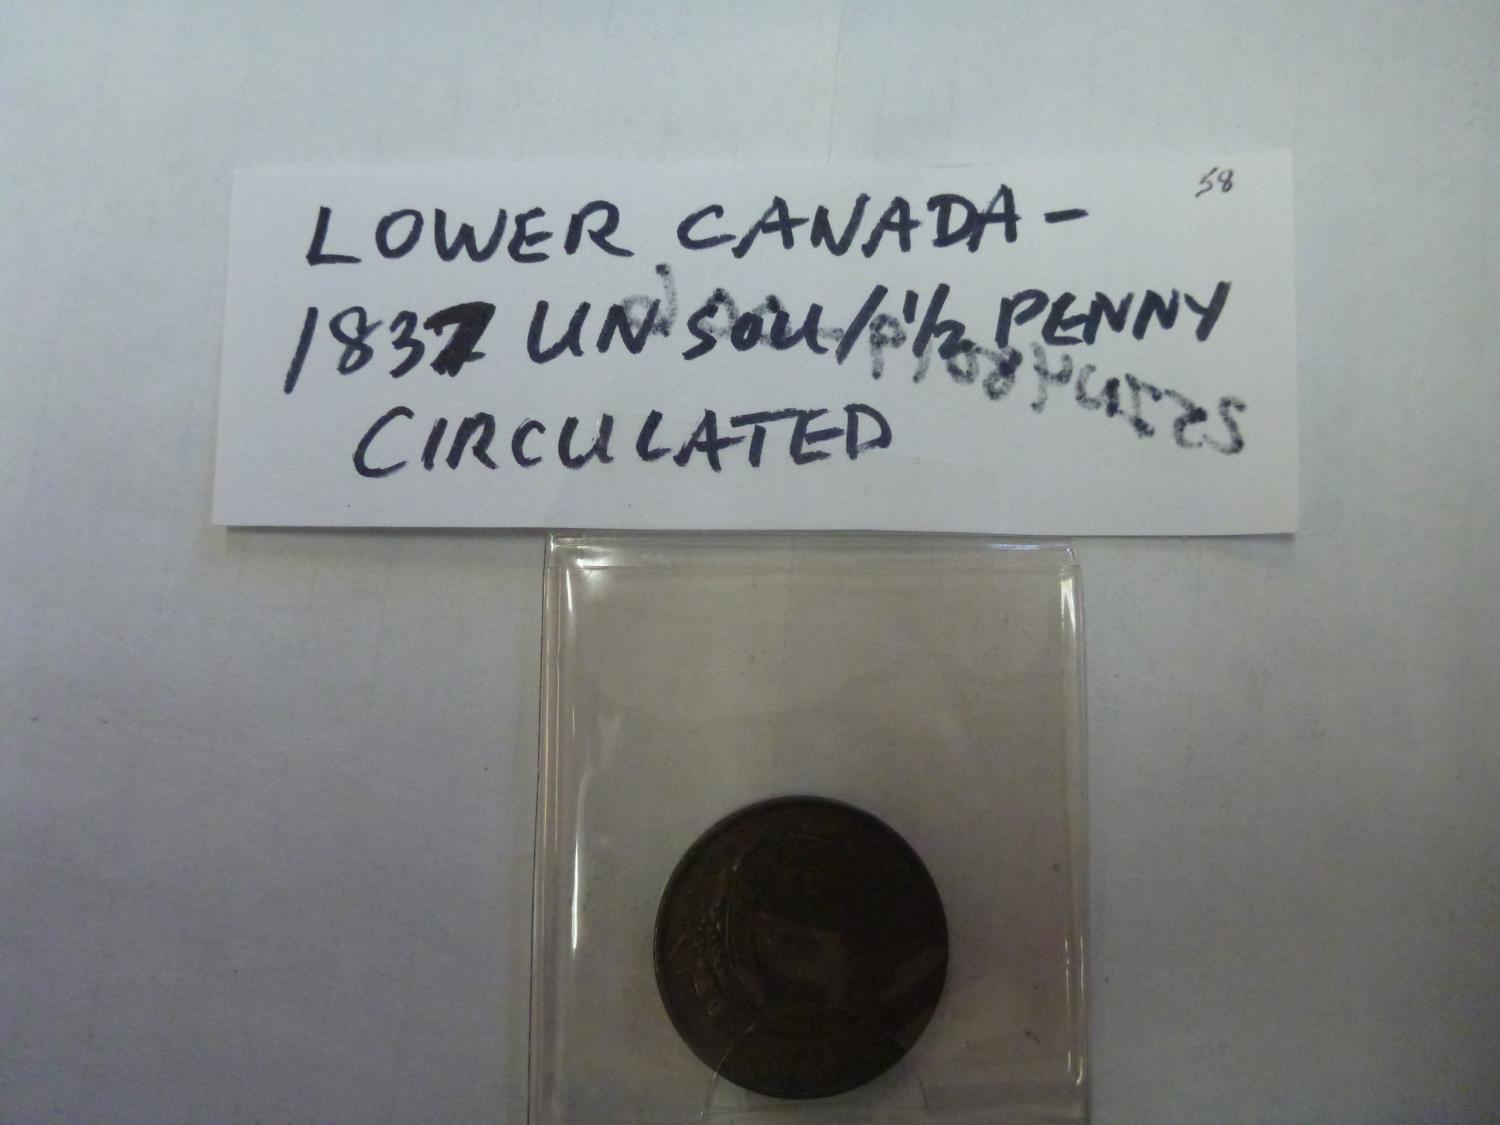 58
LOWER CANADA -
1837 UN SOU/1/2 PENNY
CIRCULATED